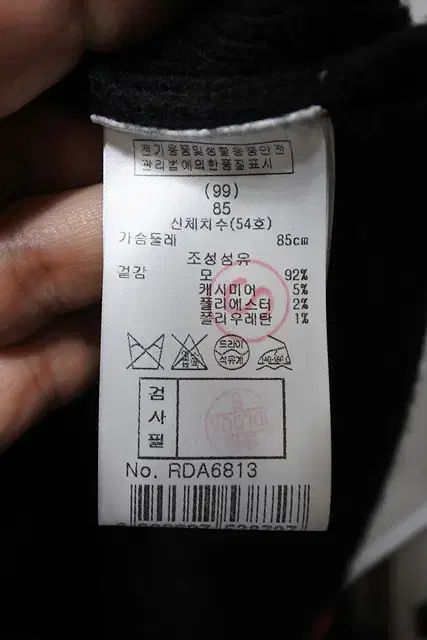 전기용품및생활용품안전
관리법에의한품질표시
(99)
85
신체치수(54호)
가슴둘레 85cm
조성섬유
겉감 모 92%
캐시미어 5%
폴리에스터 2%
폴리우레탄 1%
드라이
석유계
검사필
No. RDA6813